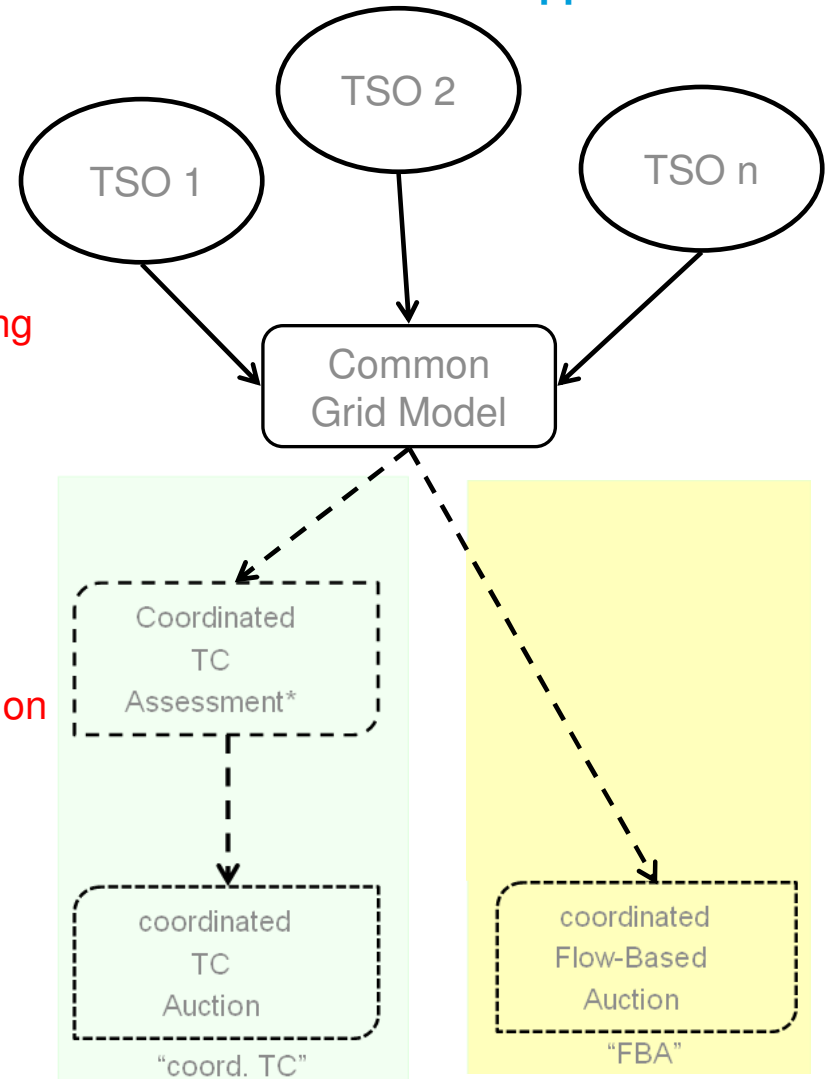 TSO 2
TSO 1
TSO n
Common
Grid Model
Coordinated
TC
Assessment*
on
coordinated
TC
Auction
“coord. TC”
coordinated
Flow-Based
Auction
“FBA”